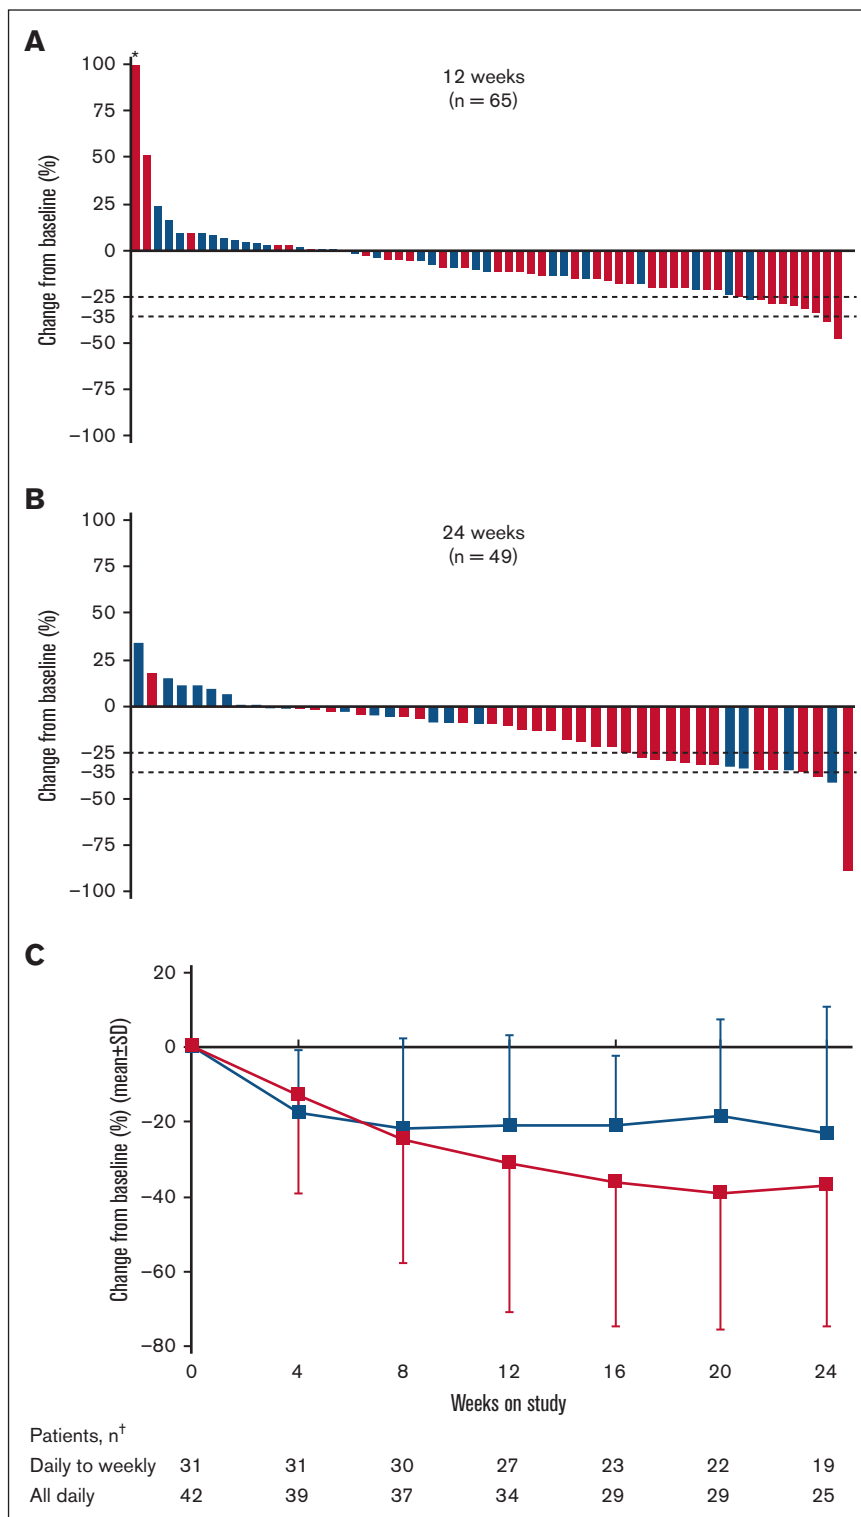 A
*
12 weeks
(n = 65)
Change from baseline (%)
100
75
50
25
0
−25
−35
−50
−75
−100
B
24 weeks
(n = 49)
Change from baseline (%)
100
75
50
25
0
−25
−35
−50
−75
−100
C
Change from baseline (%) (mean±SD)
20
0
−20
−40
−60
−80
0 4 8 12 16 20 24
Weeks on study
Patients, n†
Daily to weekly 31 31 30 27 23 22 19
All daily 42 39 37 34 29 29 25